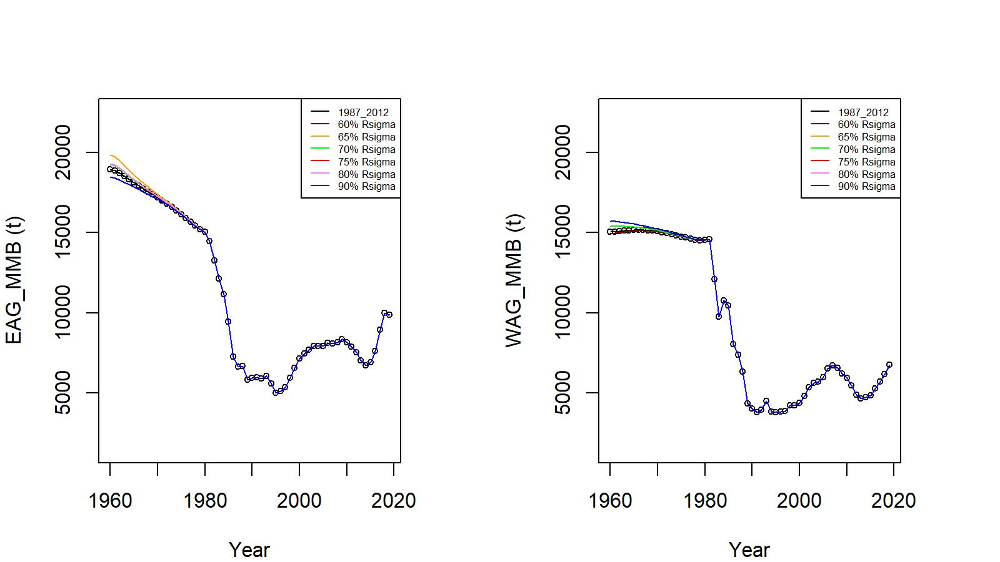 EAG_MMB (t)
20000
15000
10000
5000
1987_2012
60% Rsigma
65% Rsigma
70% Rsigma
75% Rsigma
80% Rsigma
90% Rsigma
1960 1980 2000 2020
Year
WAG_MMB (t)
20000
15000
10000
5000
1987_2012
60% Rsigma
65% Rsigma
70% Rsigma
75% Rsigma
80% Rsigma
90% Rsigma
1960 1980 2000 2020
Year